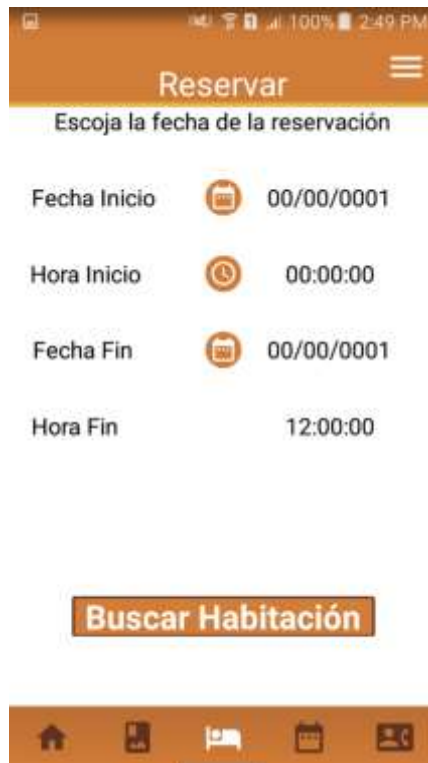 100% 2:49 PM
Reservar
Escoja la fecha de la reservación
Fecha Inicio 00/00/0001
Hora Inicio 00:00:00
Fecha Fin 00/00/0001
Hora Fin 12:00:00
Buscar Habitación